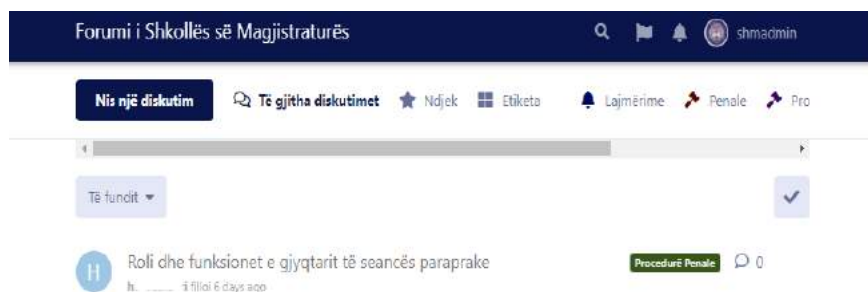 Forumi i Shkollës së Magjistraturës
shmadmin
Nis një diskutim Të gjitha diskutimet Ndjek Etiketa Lajmërime Penale Pro
Të fundit
H Roli dhe funksionet e gjyqtarit të seancës paraprake Procedurë Penale 0
h. i filloi 6 days ago